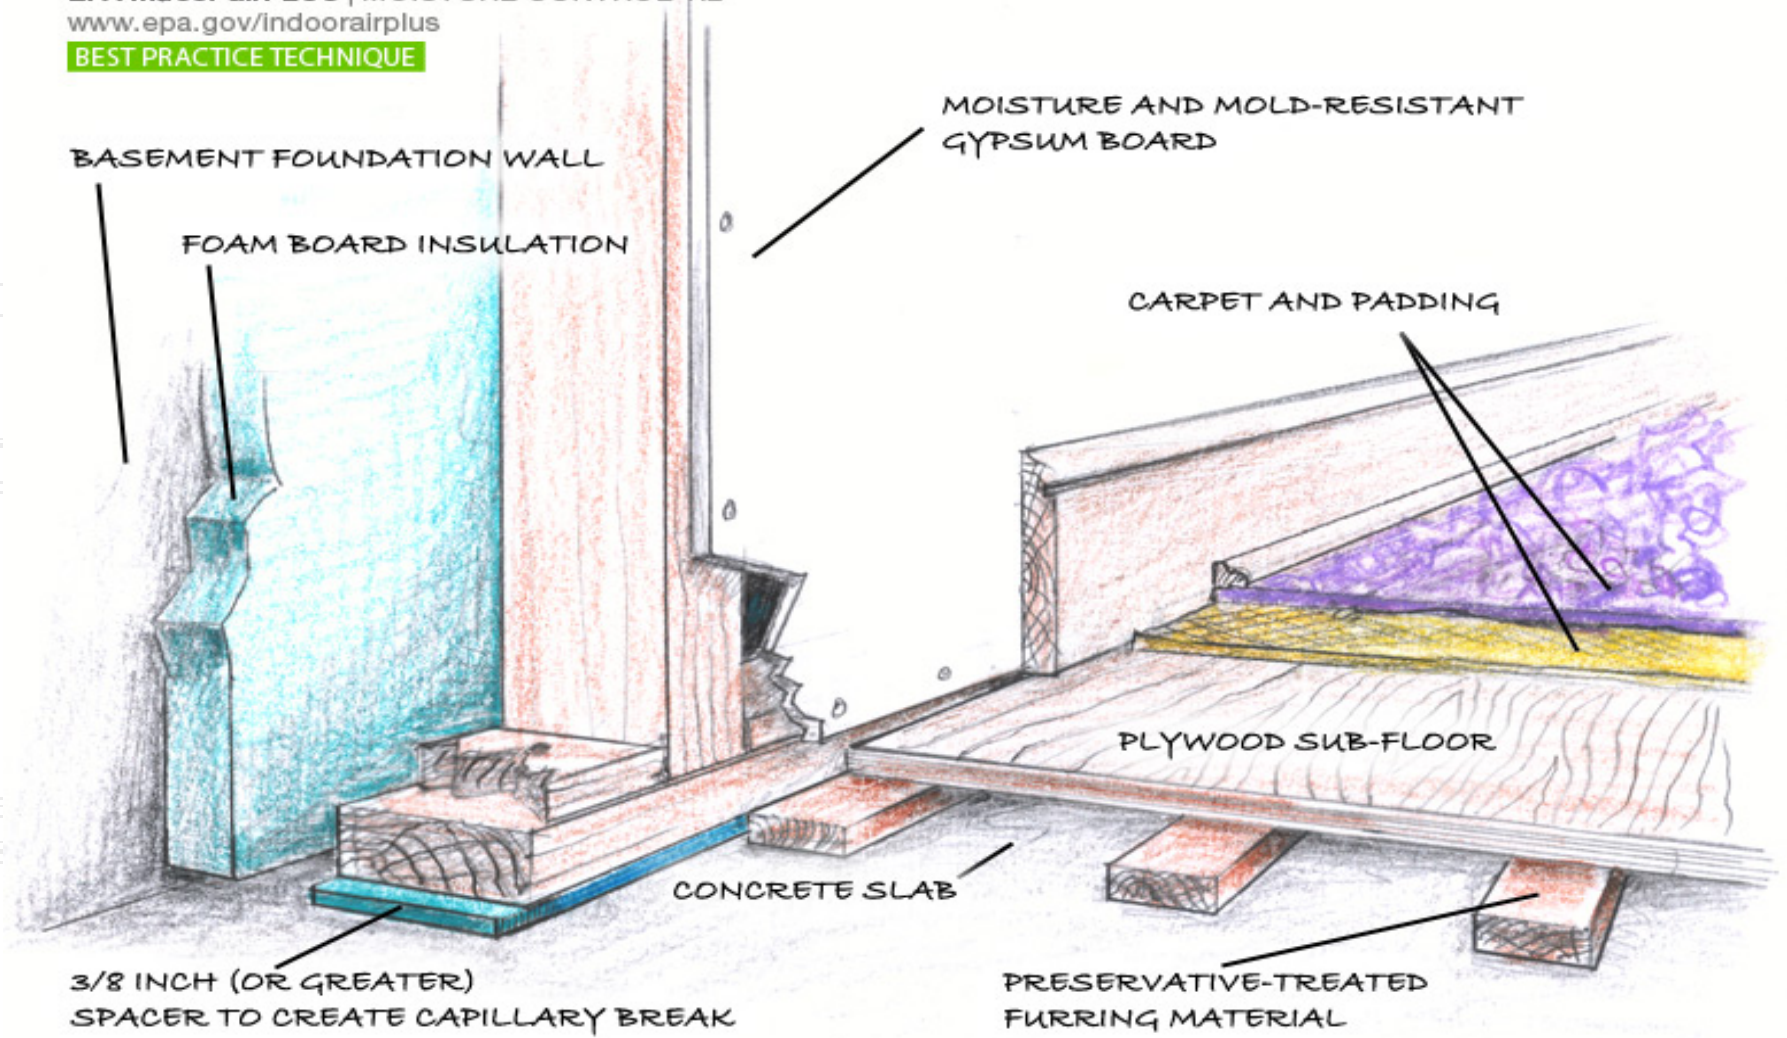 www.epa.gov/indoorairplus
BEST PRACTICE TECHNIQUE
MOISTURE AND MOLD-RESISTANT
GYPSUM BOARD
BASEMENT FOUNDATION WALL
FOAM BOARD INSULATION
CARPET AND PADDING
PLYWOOD SUB-FLOOR
CONCRETE SLAB
3/8 INCH (OR GREATER)
SPACER TO CREATE CAPILLARY BREAK
PRESERVATIVE-TREATED
FURRING MATERIAL